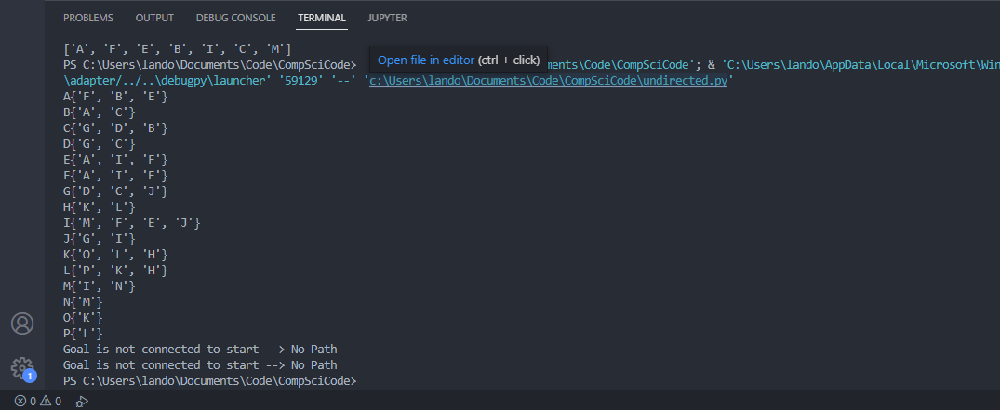 PROBLEMS OUTPUT DEBUG CONSOLE TERMINAL JUPYTER
['A', 'F', 'E', 'B', 'I', 'C', 'M']
Open file in editor (ctrl + click)
PS C:\Users\lando\Documents\Code\CompSciCode> ments\Code\CompSciCode'; & 'C:\Users\lando\AppData\Local\Microsoft\Win
\adapter/../..\debugpy\launcher' '59129' '--' 'c:\Users\lando\Documents\Code\CompSciCode\undirected.py'
A{'F', 'B', 'E'}
B{'A', 'C'}
C{'G', 'D', 'B'}
D{'G', 'C'}
E{'A', 'I', 'F'}
F{'A', 'I', 'E'}
G{'D', 'C', 'J'}
H{'K', 'L'}
I{'M', 'F', 'E', 'J'}
J{'G', 'I'}
K{'O', 'L', 'H'}
L{'P', 'K', 'H'}
M{'I', 'N'}
N{'M'}
O{'K'}
P{'L'}
Goal is not connected to start --> No Path
Goal is not connected to start --> No Path
PS C:\Users\lando\Documents\Code\CompSciCode>
1
0 0